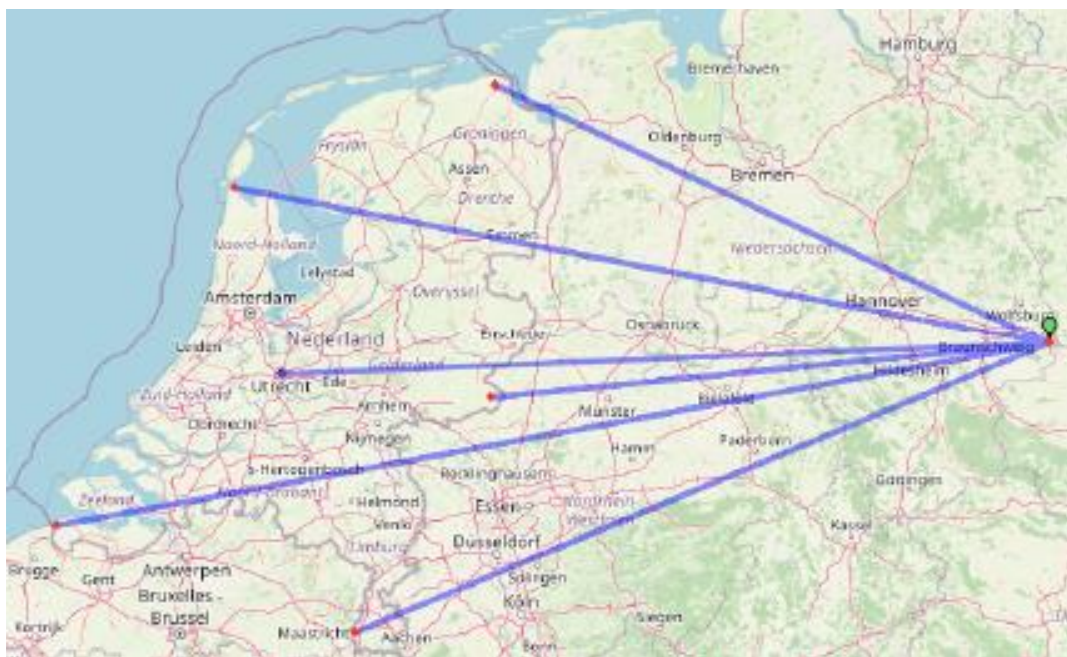 Hamburg
Bremerhaven
Groningen
Oldenburg
Fryslân
Assen
Bremen
Drenthe
Emmen
Noord-Holland
Niedersachsen
Lelystad
Overijssel
Amsterdam
Hannover
Wolfsburg
Osnabrück
Enschede
Nederland
Leiden
Braunschweig
Gelderland
Hildesheim
Utrecht
Ede
Zuid-Holland
Arnhem
Münster
Bielefeld
Dordrecht
Nijmegen
Paderborn
Hamm
's-Hertogenbosch
Recklinghausen
Göttingen
Zeeland
Noord-Brabant
Helmond
Essen
Nordrhein-
Westfalen
Venlo
Kassel
Limburg
Düsseldorf
Brugge
Antwerpen
Gent
Solingen
Bruxelles -
Brussel
Köln
Siegen
Kortrijk
Maastricht
Aachen
Bonn